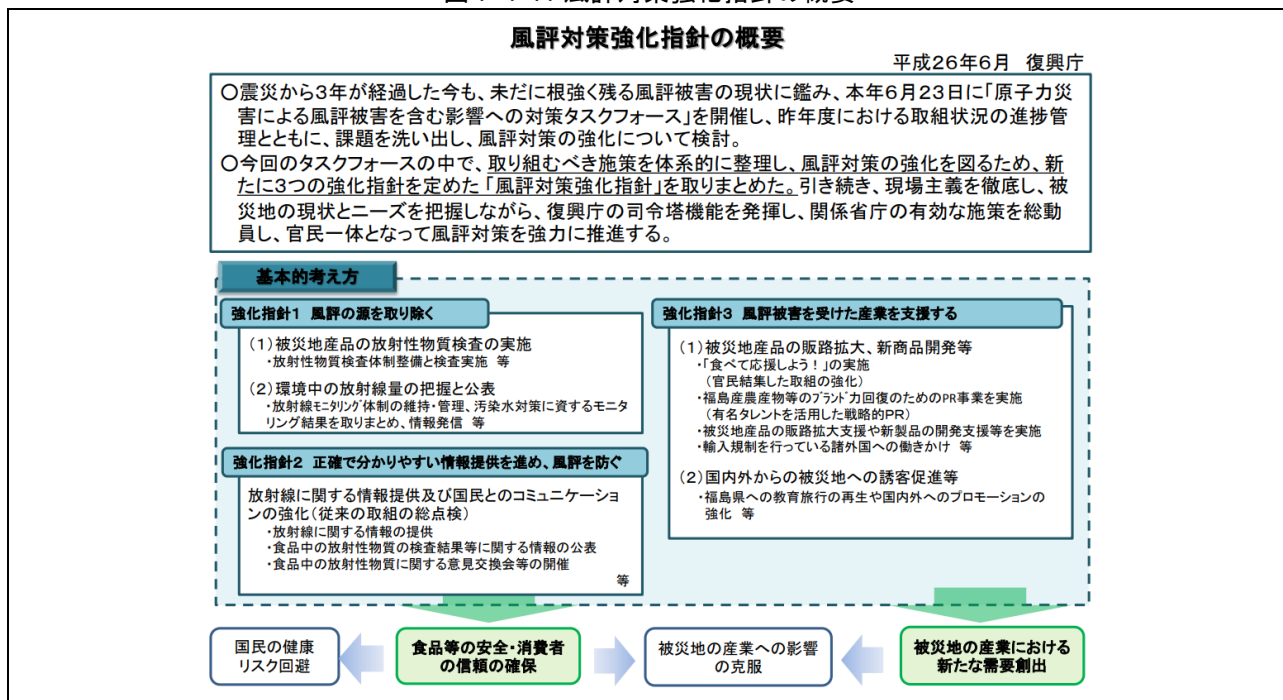 風評対策強化指針の概要
平成26年6月 復興庁
○震災から3年が経過した今も、未だに根強く残る風評被害の現状に鑑み、本年6月23日に「原子力災
害による風評被害を含む影響への対策タスクフォース」を開催し、昨年度における取組状況の進捗管
理とともに、課題を洗い出し、風評対策の強化について検討。
○今回のタスクフォースの中で、取り組むべき施策を体系的に整理し、風評対策の強化を図るため、新
たに3つの強化指針を定めた「風評対策強化指針」を取りまとめた。引き続き、現場主義を徹底し、被
災地の現状とニーズを把握しながら、復興庁の司令塔機能を発揮し、関係省庁の有効な施策を総動
員し、官民一体となって風評対策を強力に推進する。
基本的考え方
強化指針1 風評の源を取り除く
(1)被災地産品の放射性物質検査の実施
・放射性物質検査体制整備と検査実施 等
(2)環境中の放射線量の把握と公表
・放射線モニタリング体制の維持・管理、汚染水対策に資するモニタ
リング結果を取りまとめ、情報発信 等
強化指針2 正確で分かりやすい情報提供を進め、風評を防ぐ
放射線に関する情報提供及び国民とのコミュニケーショ
ンの強化(従来の取組の総点検)
・放射線に関する情報の提供
・食品中の放射性物質の検査結果等に関する情報の公表
・食品中の放射性物質に関する意見交換会等の開催
等
強化指針3 風評被害を受けた産業を支援する
(1)被災地産品の販路拡大、新商品開発等
・「食べて応援しよう!」の実施
(官民結集した取組の強化)
・福島産農産物等のブランド力回復のためのPR事業を実施
(有名タレントを活用した戦略的PR)
・被災地産品の販路拡大支援や新製品の開発支援等を実施
・輸入規制を行っている諸外国への働きかけ 等
(2)国内外からの被災地への誘客促進等
・福島県への教育旅行の再生や国内外へのプロモーションの
強化 等
国民の健康
リスク回避
食品等の安全・消費者
の信頼の確保
被災地の産業への影響
の克服
被災地の産業における
新たな需要創出